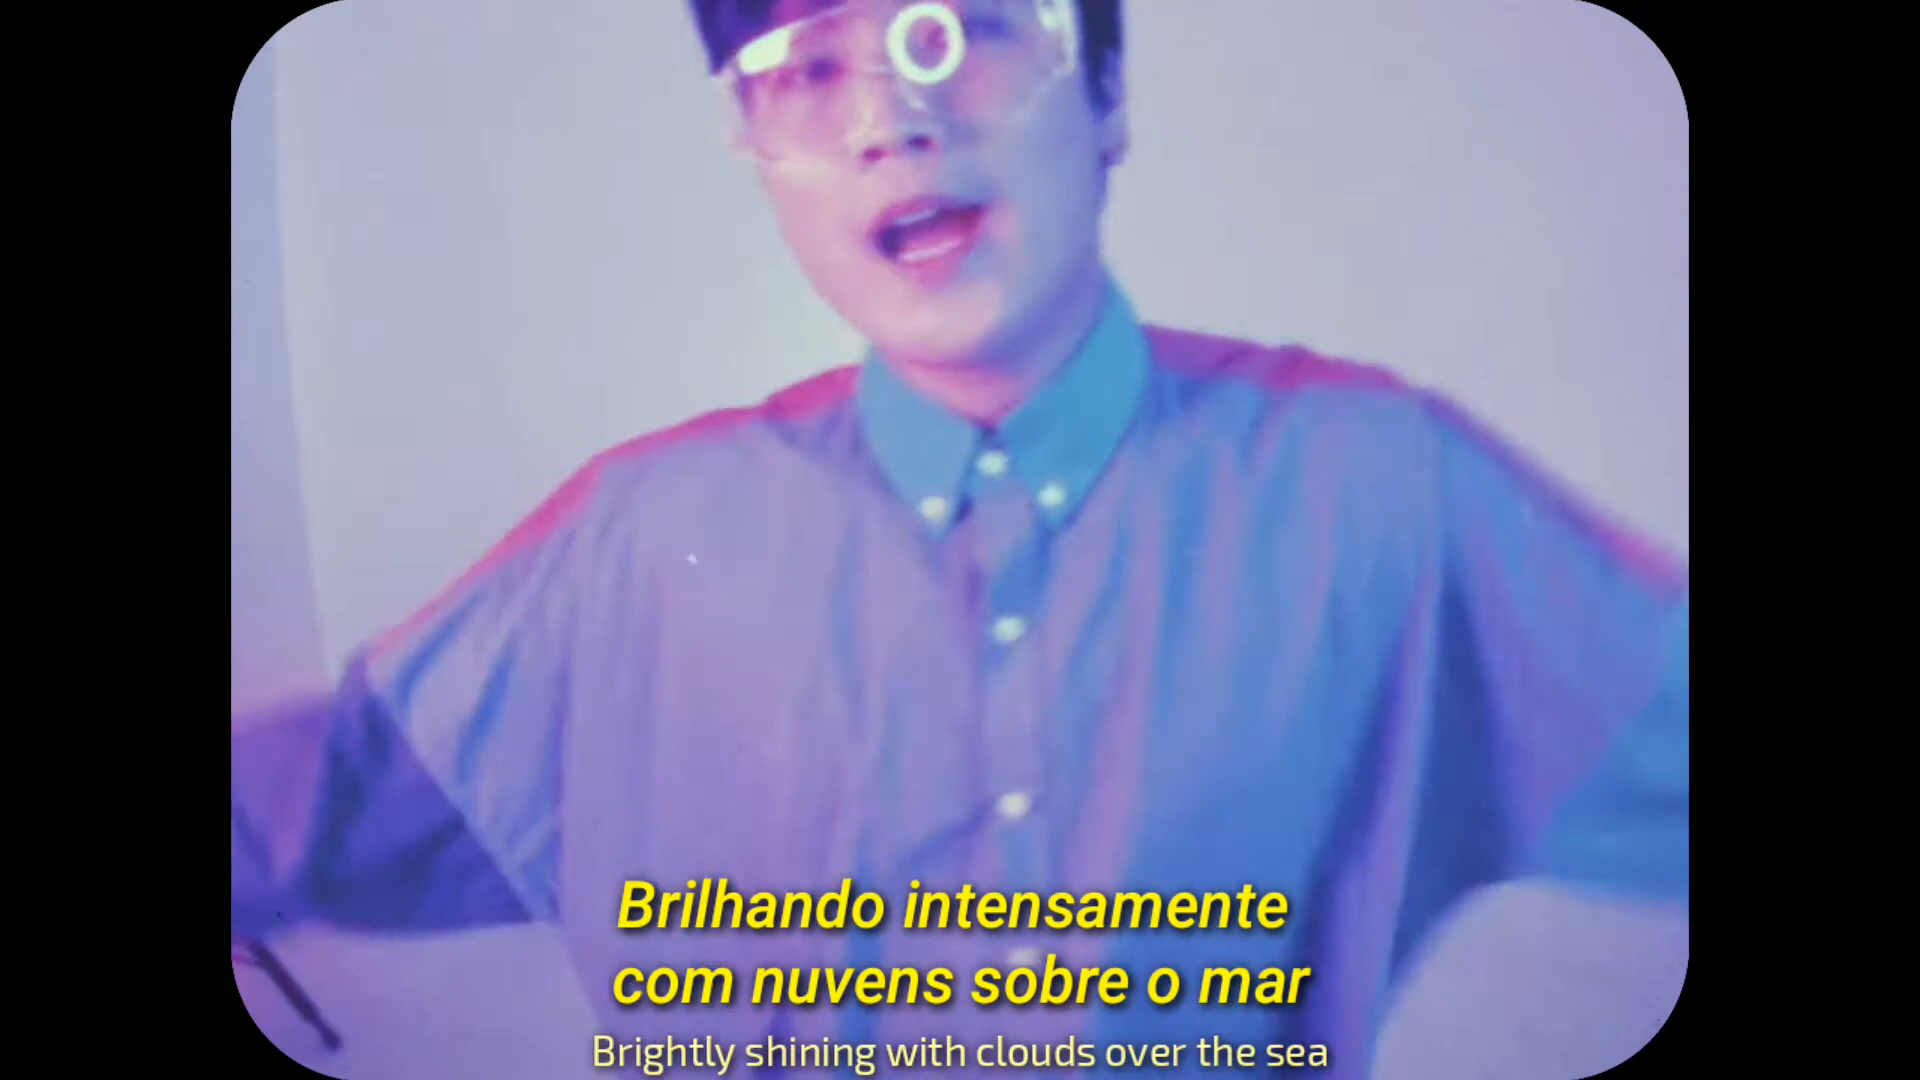 Brilhando intensamente
com nuvens sobre o mar
Brightly shining with clouds over the sea